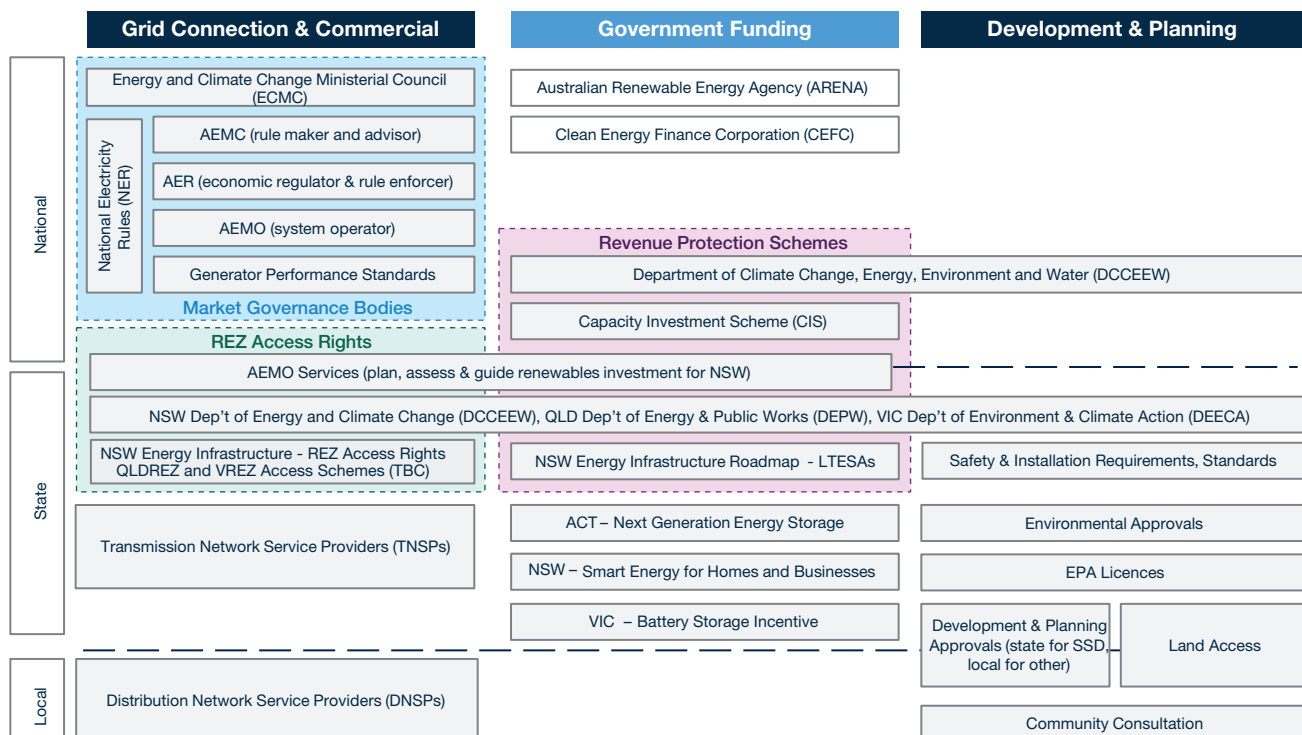 Grid Connection & Commercial
Government Funding
Development & Planning
National
Energy and Climate Change Ministerial Council
(ECMC)
National Electricity
Rules (NER)
AEMC (rule maker and advisor)
AER (economic regulator & rule enforcer)
AEMO (system operator)
Generator Performance Standards
Market Governance Bodies
Australian Renewable Energy Agency (ARENA)
Clean Energy Finance Corporation (CEFC)
Revenue Protection Schemes
Department of Climate Change, Energy, Environment and Water (DCCEEW)
Capacity Investment Scheme (CIS)
REZ Access Rights
AEMO Services (plan, assess & guide renewables investment for NSW)
State
NSW Dep't of Energy and Climate Change (DCCEEW), QLD Dep't of Energy & Public Works (DEPW), VIC Dep't of Environment & Climate Action (DEECA)
NSW Energy Infrastructure - REZ Access Rights
QLDREZ and VREZ Access Schemes (TBC)
NSW Energy Infrastructure Roadmap - LTESAs
Safety & Installation Requirements, Standards
Transmission Network Service Providers (TNSPs)
ACT – Next Generation Energy Storage
NSW – Smart Energy for Homes and Businesses
VIC – Battery Storage Incentive
Environmental Approvals
EPA Licences
Development & Planning
Approvals (state for SSD,
local for other)
Land Access
Local
Distribution Network Service Providers (DNSPs)
Community Consultation